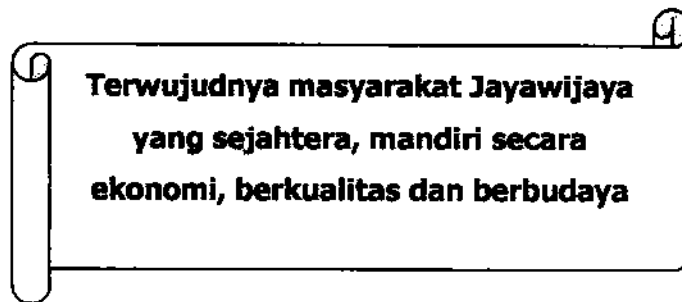 Terwujudnya masyarakat Jayawijaya
yang sejahtera, mandiri secara
ekonomi, berkualitas dan berbudaya